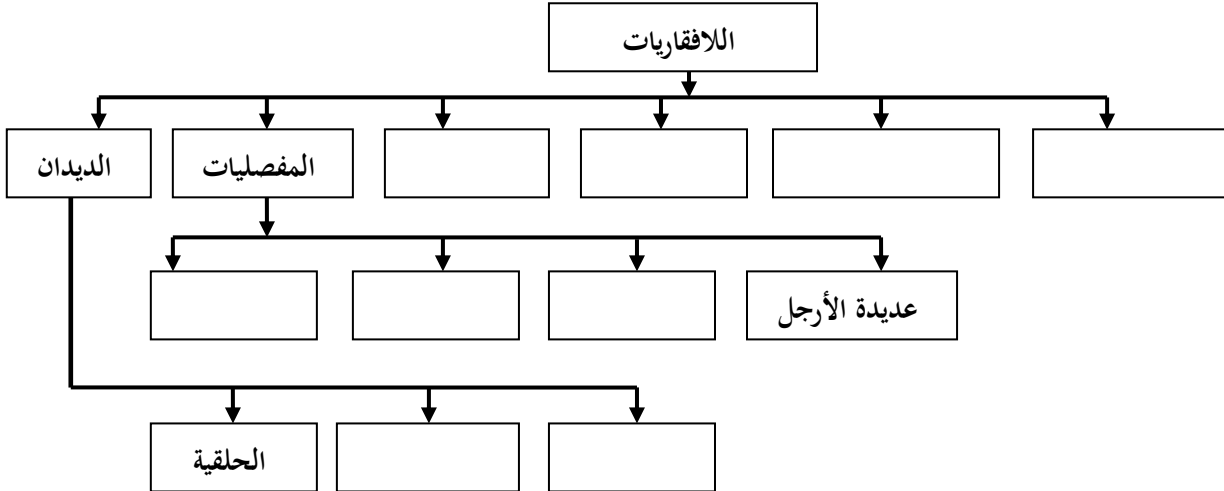 اللافقاريات
المفصليات
الديدان
عديدة الأرجل
الحلقية